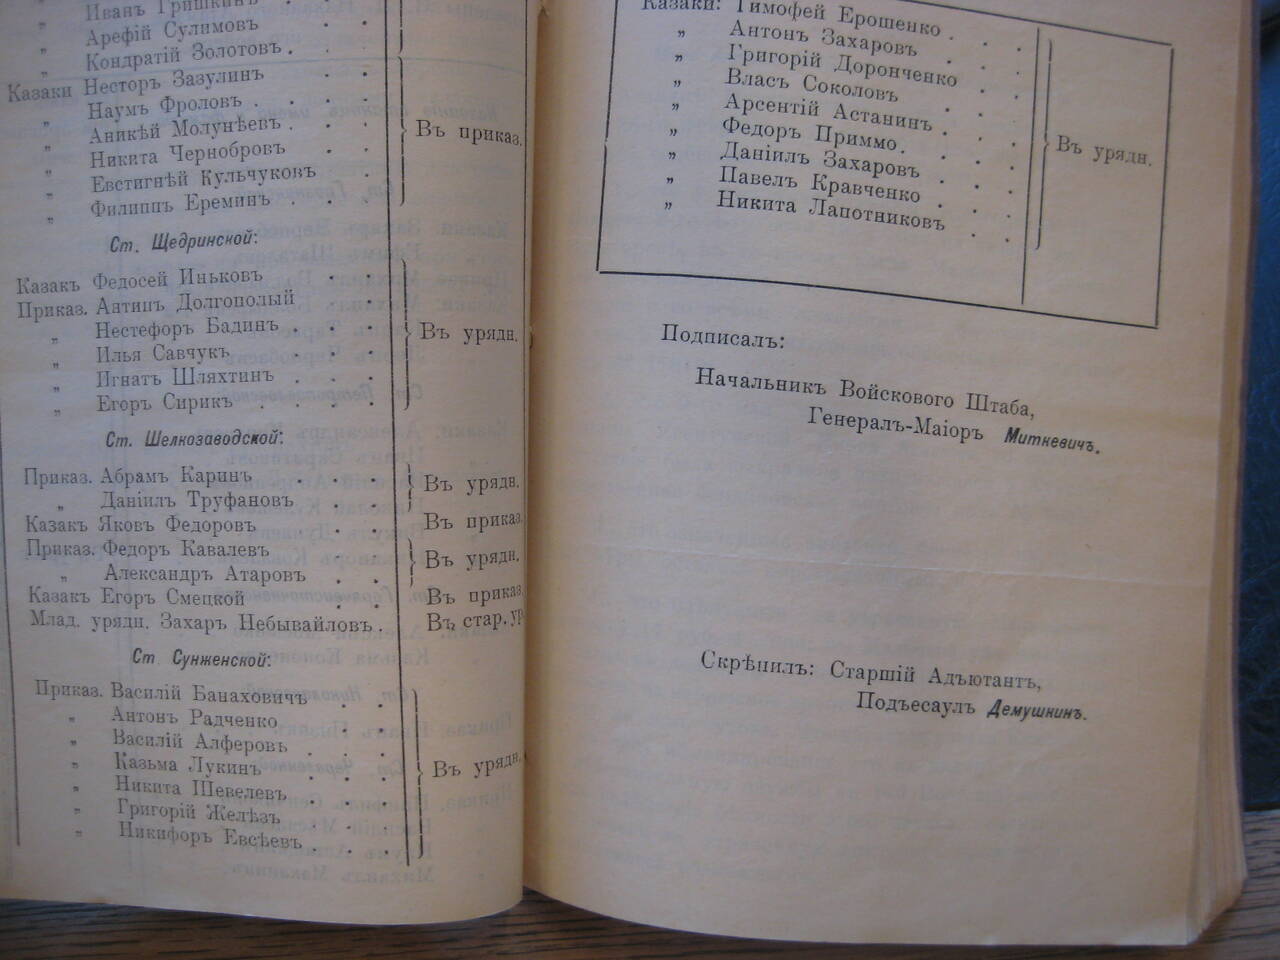 „ Иванъ Гришкинъ
„ Арефій Сулимовъ
„ Кондратій Золотовъ.
Казаки Несторъ Зазулинъ
„ Наумъ Фроловъ
„ Аникѣй Молунѣевъ
„ Никита Чернобровъ
„ Евстигнѣй Кульчуковъ
„ Филиппъ Ереминъ
Въ приказ.
Ст. Щедринской:
Казакъ Федосей Иньковъ
Приказ. Антипъ Долгополый
„ Нестефоръ Бадинъ
„ Илья Савчукъ
„ Игнатъ Шляхтинъ
„ Егоръ Сирикъ
Въ урядн.
Ст. Шелкозаводской:
Приказ. Абрамъ Каринъ
„ Даніилъ Труфановъ
Въ урядн.
Казакъ Яковъ Федоровъ Въ приказ.
Приказ. Федоръ Кавалевъ
„ Александръ Атаровъ
Въ урядн.
Казакъ Егоръ Смецкой Въ приказ.
Млад. урядн. Захаръ Небывайловъ. Въ стар. ур
Ст Сунженской:
Приказ. Василій Банаховичъ
„ Антонъ Радченко
„ Василій Алферовъ
„ Казьма Лукинъ
„ Никита Шевелевъ
„ Григорій Желѣзъ
„ Никифоръ Евсѣевъ
Въ урядн.
Казаки: Тимофей Ерошенко
„ Антонъ Захаровъ
„ Григорій Доронченко
„ Власъ Соколовъ
„ Арсентій Астанинъ
„ Федоръ Приммо
„ Даніилъ Захаровъ
„ Павелъ Кравченко
„ Никита Лапотниковъ
Въ урядн.
Подписалъ:
Начальникъ Войскового Штаба,
Генералъ-Маіоръ Миткевичъ.
Скрѣпилъ: Старшій Адъютантъ,
Подъесаулъ Демушкинъ.